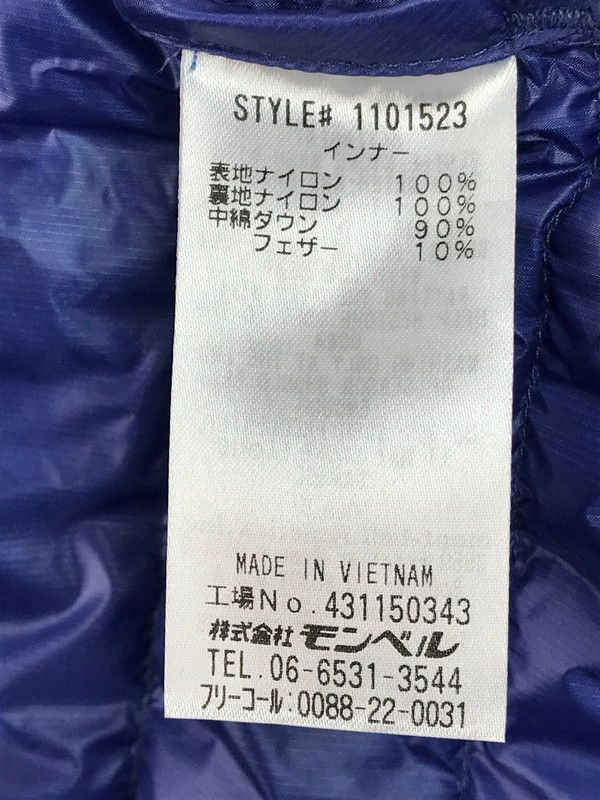 STYLE# 1101523
インナー
表地ナイロン 100%
裏地ナイロン 100%
中綿ダウン 90%
フェザー 10%
MADE IN VIETNAM
工場No.431150343
株式会社 モンベル
TEL.06-6531-3544
フリーコール:0088-22-0031